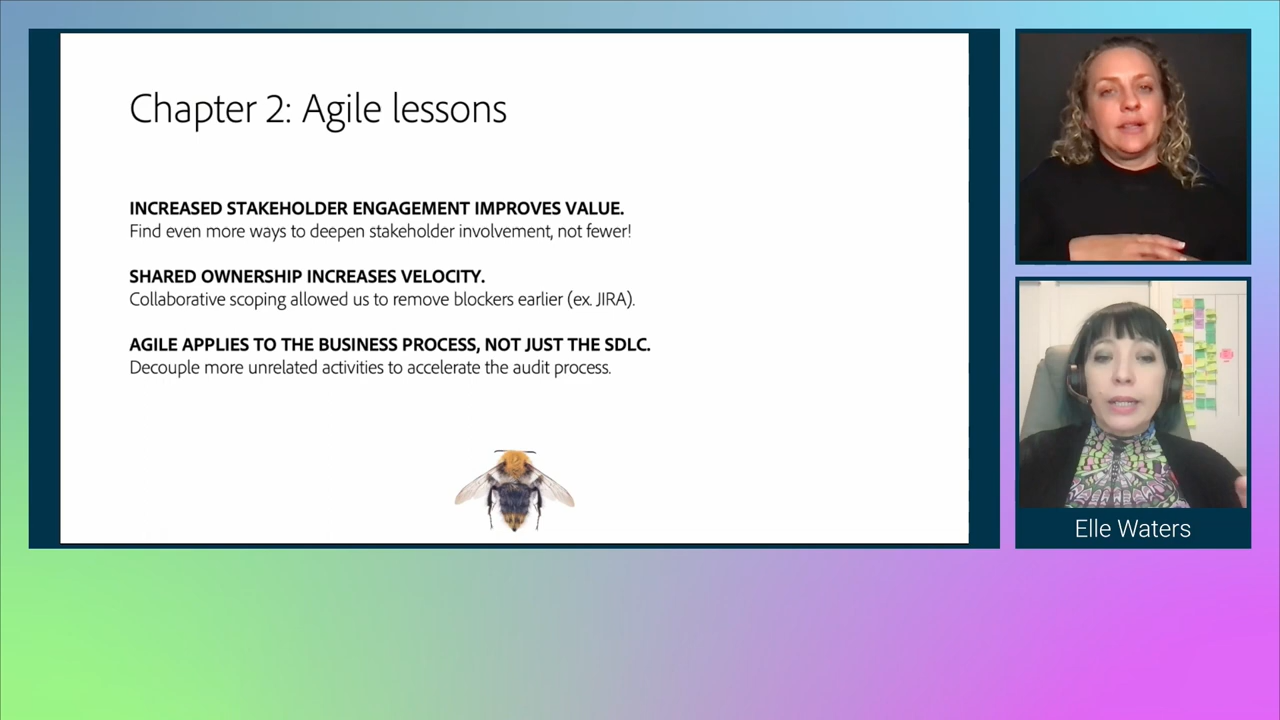 Chapter 2: Agile lessons
INCREASED STAKEHOLDER ENGAGEMENT IMPROVES VALUE.
Find even more ways to deepen stakeholder involvement, not fewer!
SHARED OWNERSHIP INCREASES VELOCITY.
Collaborative scoping allowed us to remove blockers earlier (ex. JIRA).
AGILE APPLIES TO THE BUSINESS PROCESS, NOT JUST THE SDLC.
Decouple more unrelated activities to accelerate the audit process.
Elle Waters